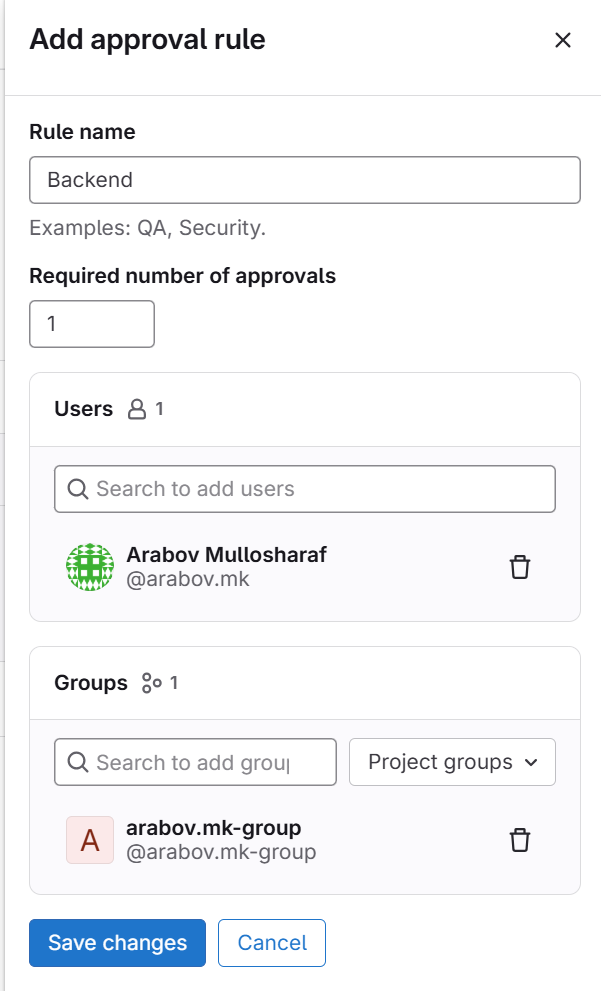 Add approval rule
Rule name
Backend
Examples: QA, Security.
Required number of approvals
1
Users 1
Search to add users
Arabov Mullosharaf
@arabov.mk
Groups 1
Search to add grou Project groups
A
arabov.mk-group
@arabov.mk-group
Save changes Cancel